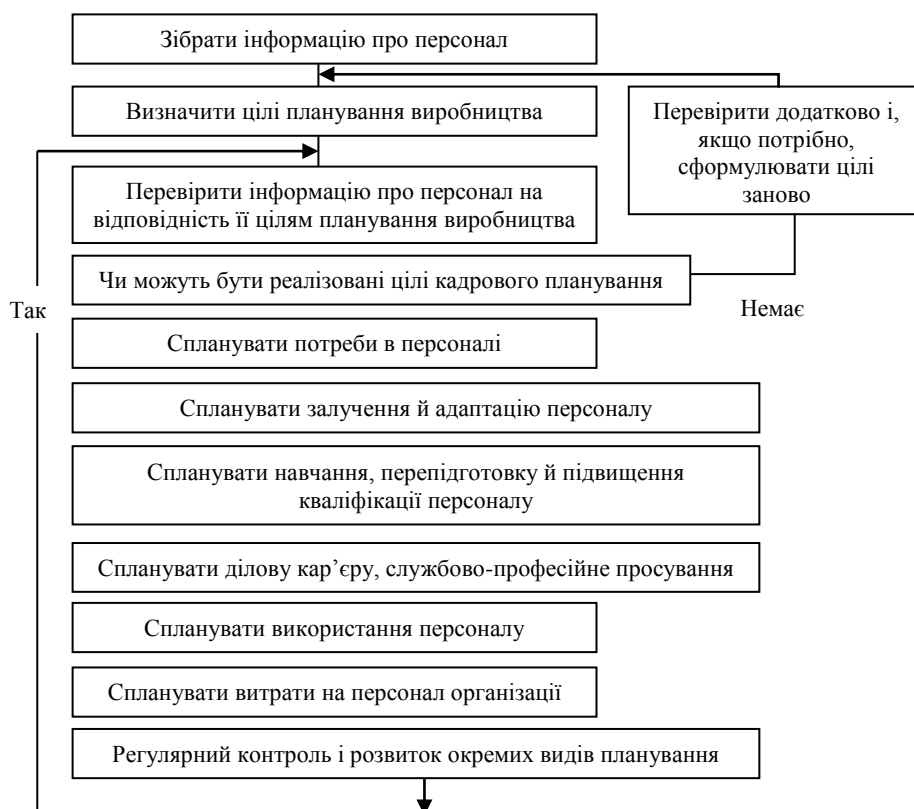 Зібрати інформацію про персонал
Визначити цілі планування виробництва
Перевірити додатково і,
якщо потрібно,
сформулювати цілі
заново
Перевірити інформацію про персонал на
відповідність її цілям планування виробництва
Чи можуть бути реалізовані цілі кадрового планування
Так
Немає
Спланувати потреби в персоналі
Спланувати залучення й адаптацію персоналу
Спланувати навчання, перепідготовку й підвищення
кваліфікації персоналу
Спланувати ділову кар’єру, службово-професійне просування
Спланувати використання персоналу
Спланувати витрати на персонал організації
Регулярний контроль і розвиток окремих видів планування